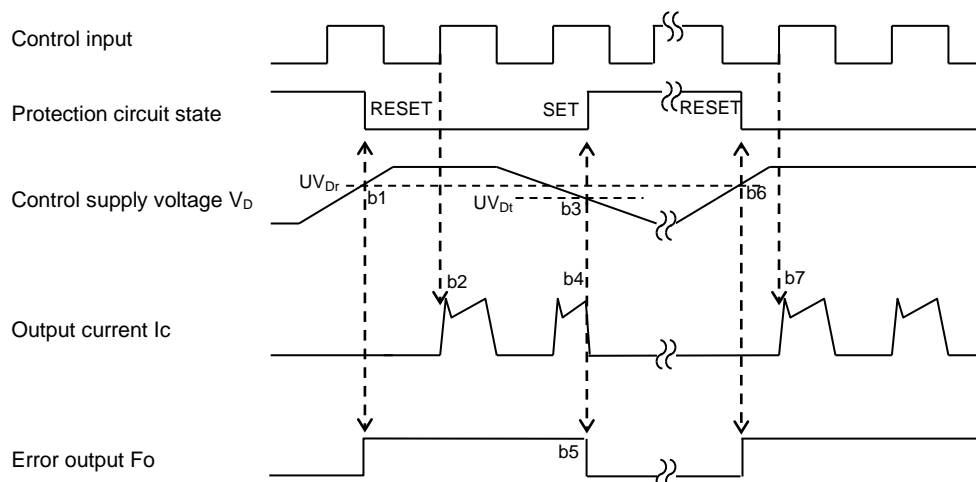 Control input
Protection circuit state
RESET
SET
RESET
Control supply voltage VD
UVDr
b1
UVDt
b3
b6
b2
b4
b7
Output current Ic
b5
Error output Fo